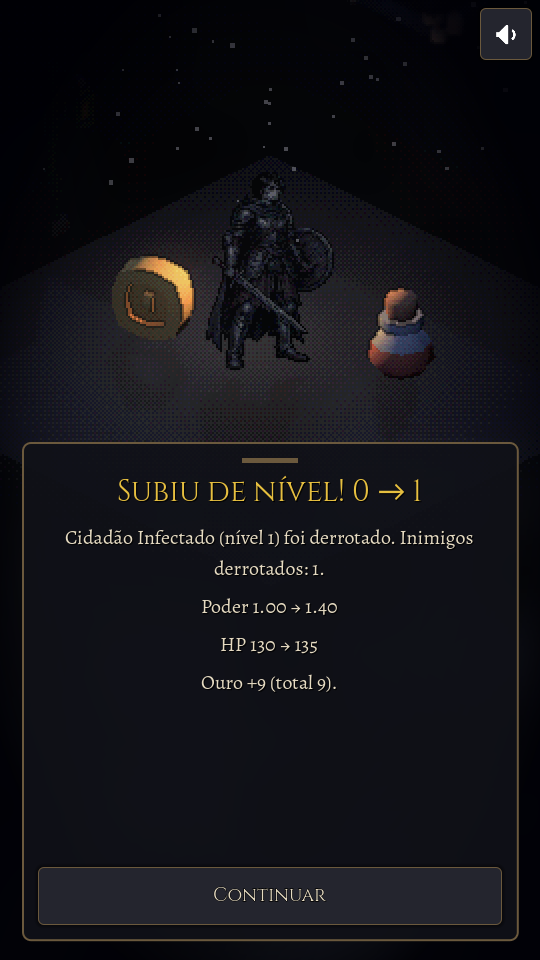 Subiu de nível! 0 → 1
Cidadão Infectado (nível 1) foi derrotado. Inimigos
derrotados: 1.
Poder 1.00 → 1.40
HP 130 → 135
Ouro +9 (total 9).
Continuar